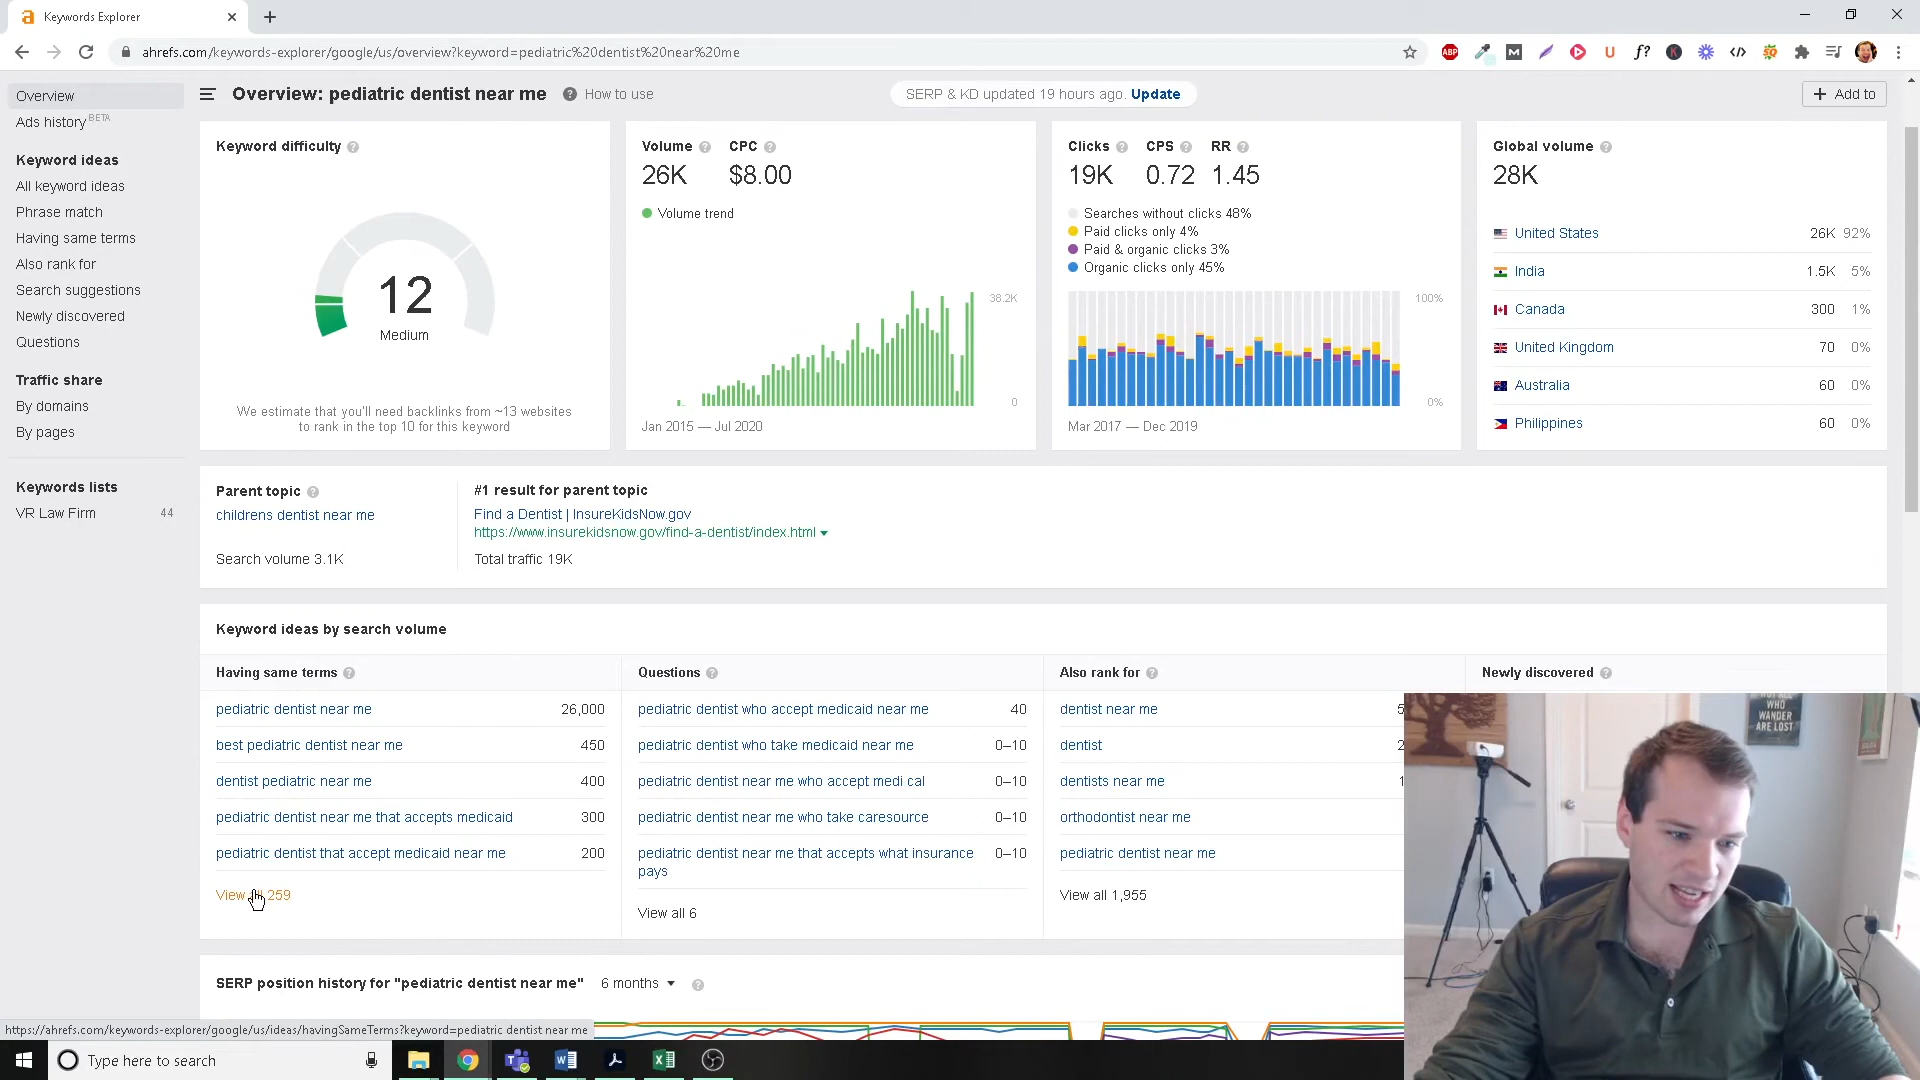 Keywords Explorer
ahrefs.com/keywords-explorer/google/us/overview?keyword=pediatric%20dentist%20near%20me
Overview
Ads history BETA
Keyword ideas
All keyword ideas
Phrase match
Having same terms
Also rank for
Search suggestions
Newly discovered
Questions
Traffic share
By domains
By pages
Keywords lists
VR Law Firm 44
Overview: pediatric dentist near me ? How to use
SERP & KD updated 19 hours ago. Update
+ Add to
Keyword difficulty ?
12
Medium
We estimate that you'll need backlinks from ~13 websites
to rank in the top 10 for this keyword
Volume ? CPC ?
26K $8.00
Volume trend
38.2K
0
Jan 2015 — Jul 2020
Clicks ? CPS ? RR ?
19K 0.72 1.45
Searches without clicks 48%
Paid clicks only 4%
Paid & organic clicks 3%
Organic clicks only 45%
100%
0%
Mar 2017 — Dec 2019
Global volume ?
28K
United States 26K 92%
India 1.5K 5%
Canada 300 1%
United Kingdom 70 0%
Australia 60 0%
Philippines 60 0%
Parent topic ?
childrens dentist near me
Search volume 3.1K
#1 result for parent topic
Find a Dentist | InsureKidsNow.gov
https://www.insurekidsnow.gov/find-a-dentist/index.html
Total traffic 19K
Keyword ideas by search volume
Having same terms ?
pediatric dentist near me 26,000
best pediatric dentist near me 450
dentist pediatric near me 400
pediatric dentist near me that accepts medicaid 300
pediatric dentist that accept medicaid near me 200
View all 259
Questions ?
pediatric dentist who accept medicaid near me 40
pediatric dentist who take medicaid near me 0–10
pediatric dentist near me who accept medi cal 0–10
pediatric dentist near me who take caresource 0–10
pediatric dentist near me that accepts what insurance 0–10
pays
View all 6
Also rank for ?
dentist near me 5
dentist 2
dentists near me 1
orthodontist near me
pediatric dentist near me
View all 1,955
Newly discovered ?
NOT ALL
WHO
WANDER
ARE LOST
SERP position history for "pediatric dentist near me" 6 months ?
https://ahrefs.com/keywords-explorer/google/us/ideas/havingSameTerms?keyword=pediatric dentist near me
Type here to search